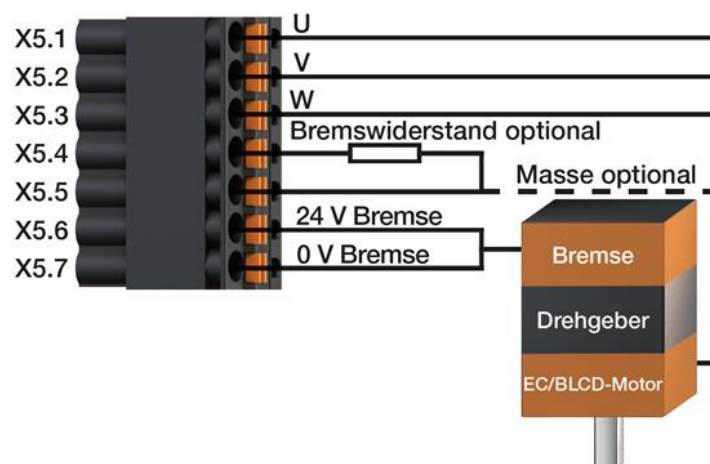 X5.1 U
X5.2 V
X5.3 W
Bremswiderstand optional
X5.4
X5.5 Masse optional
X5.6 24 V Bremse
X5.7 0 V Bremse
Bremse
Drehgeber
EC/BLCD-Motor